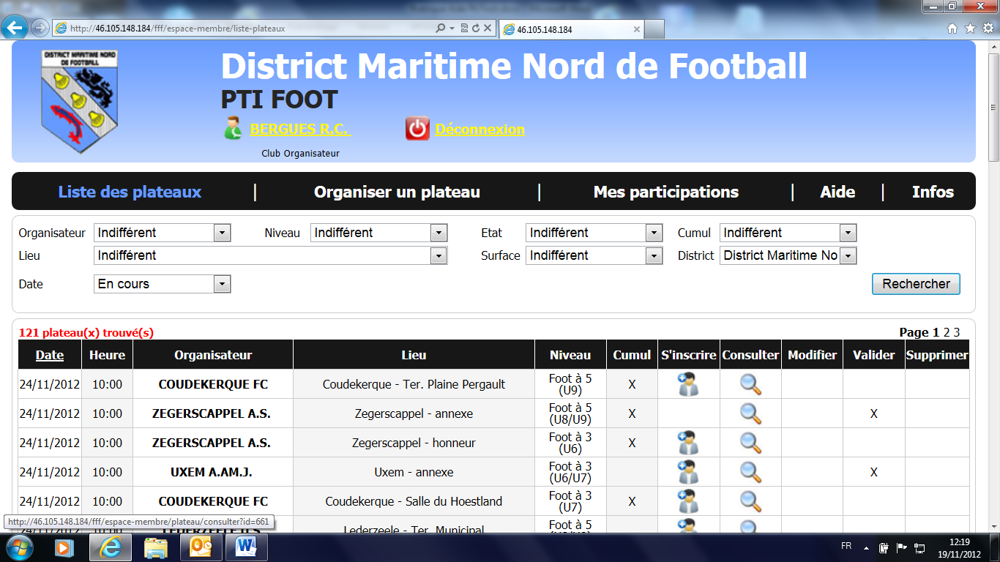 http://46.105.148.184/fff/espace-membre/liste-plateaux
46.105.148.184
DISTRICT MARITIME NORD
DE FOOTBALL
District Maritime Nord de Football
PTI FOOT
BERGUES R.C. Déconnexion
Club Organisateur
Liste des plateaux | Organiser un plateau | Mes participations | Aide | Infos
Organisateur Indifférent Niveau Indifférent Etat Indifférent Cumul Indifférent
Lieu Indifférent Surface Indifférent District District Maritime No
Date En cours Rechercher
121 plateau(x) trouvé(s) Page 1 2 3
Date Heure Organisateur Lieu Niveau Cumul S'inscrire Consulter Modifier Valider Supprimer
24/11/2012 10:00 COUDEKERQUE FC Coudekerque - Ter. Plaine Pergault Foot à 5 (U9) X
24/11/2012 10:00 ZEGERSCAPPEL A.S. Zegerscappel - annexe Foot à 5 (U8/U9) X X
24/11/2012 10:00 ZEGERSCAPPEL A.S. Zegerscappel - honneur Foot à 3 (U6) X
24/11/2012 10:00 UXEM A.AM.J. Uxem - annexe Foot à 3 (U6/U7) X
24/11/2012 10:00 COUDEKERQUE FC Coudekerque - Salle du Hoestland Foot à 3 (U7) X
http://46.105.148.184/fff/espace-membre/plateau/consulter?id=661
Lederzeele - Ter. Municipal Foot à 5
FR 12:19
19/11/2012